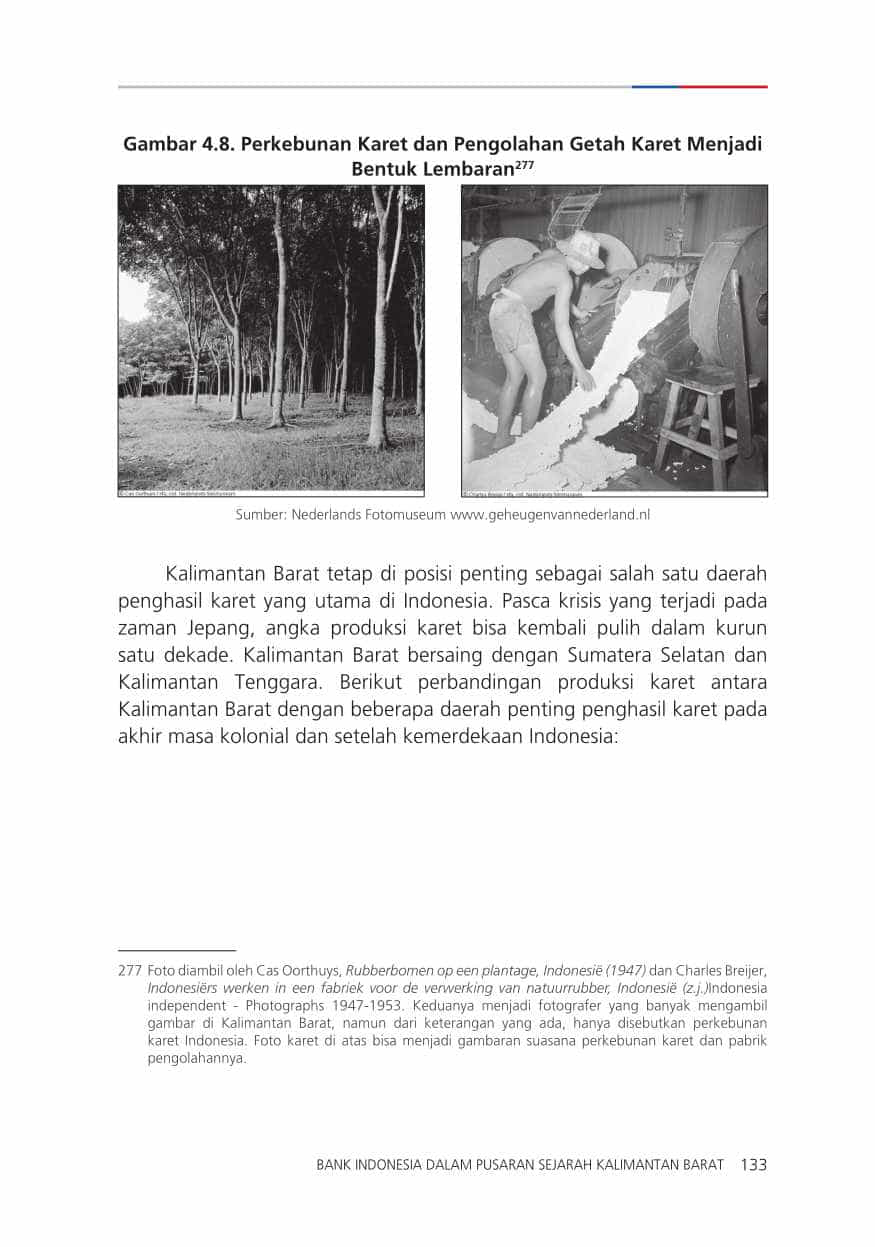 Gambar 4.8. Perkebunan Karet dan Pengolahan Getah Karet Menjadi
Bentuk Lembaran277
© Cas Oorthuys / nfa, coll. Nederlands fotomuseum
© Charles Breijer / nfa, coll. Nederlands fotomuseum
Sumber: Nederlands Fotomuseum www.geheugenvannederland.nl
Kalimantan Barat tetap di posisi penting sebagai salah satu daerah
penghasil karet yang utama di Indonesia. Pasca krisis yang terjadi pada
zaman Jepang, angka produksi karet bisa kembali pulih dalam kurun
satu dekade. Kalimantan Barat bersaing dengan Sumatera Selatan dan
Kalimantan Tenggara. Berikut perbandingan produksi karet antara
Kalimantan Barat dengan beberapa daerah penting penghasil karet pada
akhir masa kolonial dan setelah kemerdekaan Indonesia:
277 Foto diambil oleh Cas Oorthuys, Rubberbomen op een plantage, Indonesië (1947) dan Charles Breijer,
Indonesiërs werken in een fabriek voor de verwerking van natuurrubber, Indonesië (z.j.)Indonesia
independent - Photographs 1947-1953. Keduanya menjadi fotografer yang banyak mengambil
gambar di Kalimantan Barat, namun dari keterangan yang ada, hanya disebutkan perkebunan
karet Indonesia. Foto karet di atas bisa menjadi gambaran suasana perkebunan karet dan pabrik
pengolahannya.
BANK INDONESIA DALAM PUSARAN SEJARAH KALIMANTAN BARAT 133